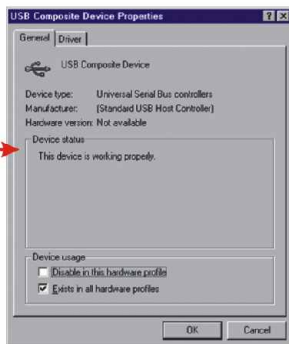 USB Composite Device Properties
General Driver
USB Composite Device
Device type: Universal Serial Bus controllers
Manufacturer: (Standard USB Host Controller)
Hardware version: Not available
Device status
This device is working properly.
Device usage
Disable in this hardware profile
Exists in all hardware profiles
OK Cancel